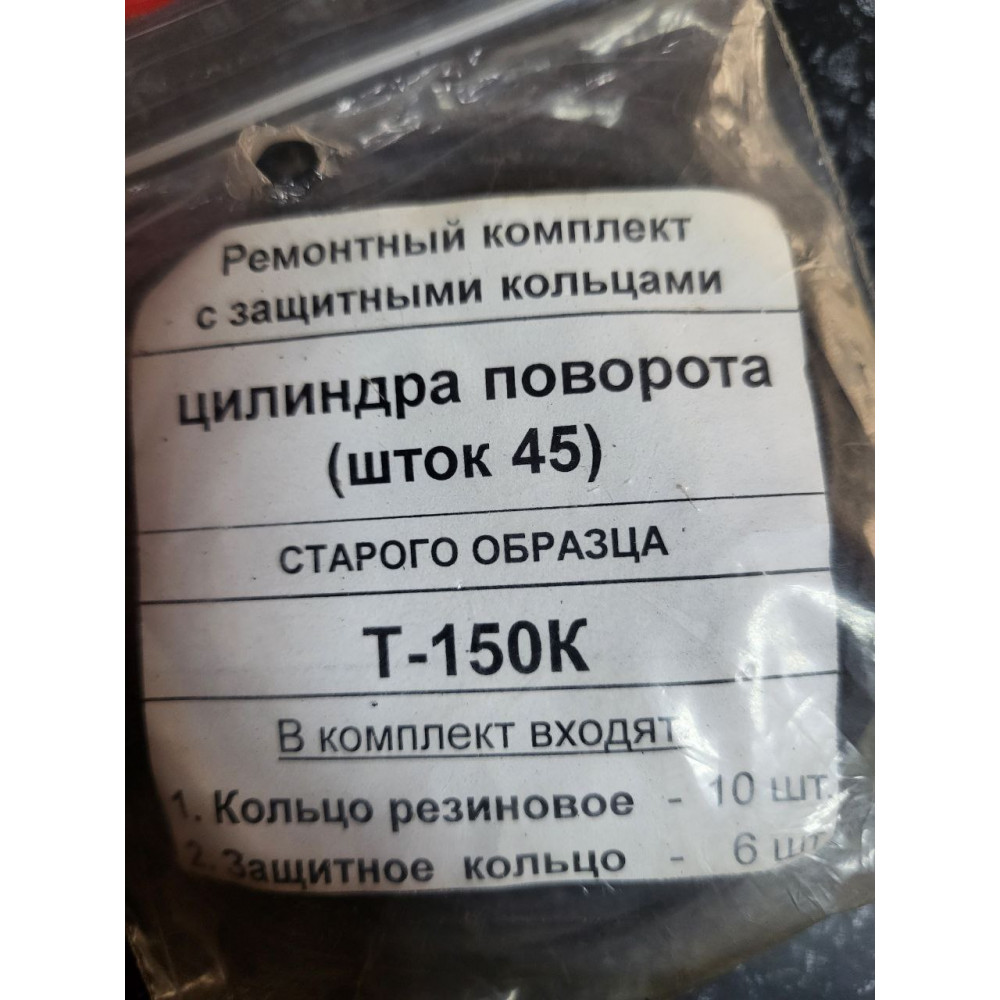 Ремонтный комплект
с защитными кольцами
цилиндра поворота
(шток 45)
СТАРОГО ОБРАЗЦА
Т-150К
В комплект входят
1. Кольцо резиновое - 10 шт.
2. Защитное кольцо - 6 шт